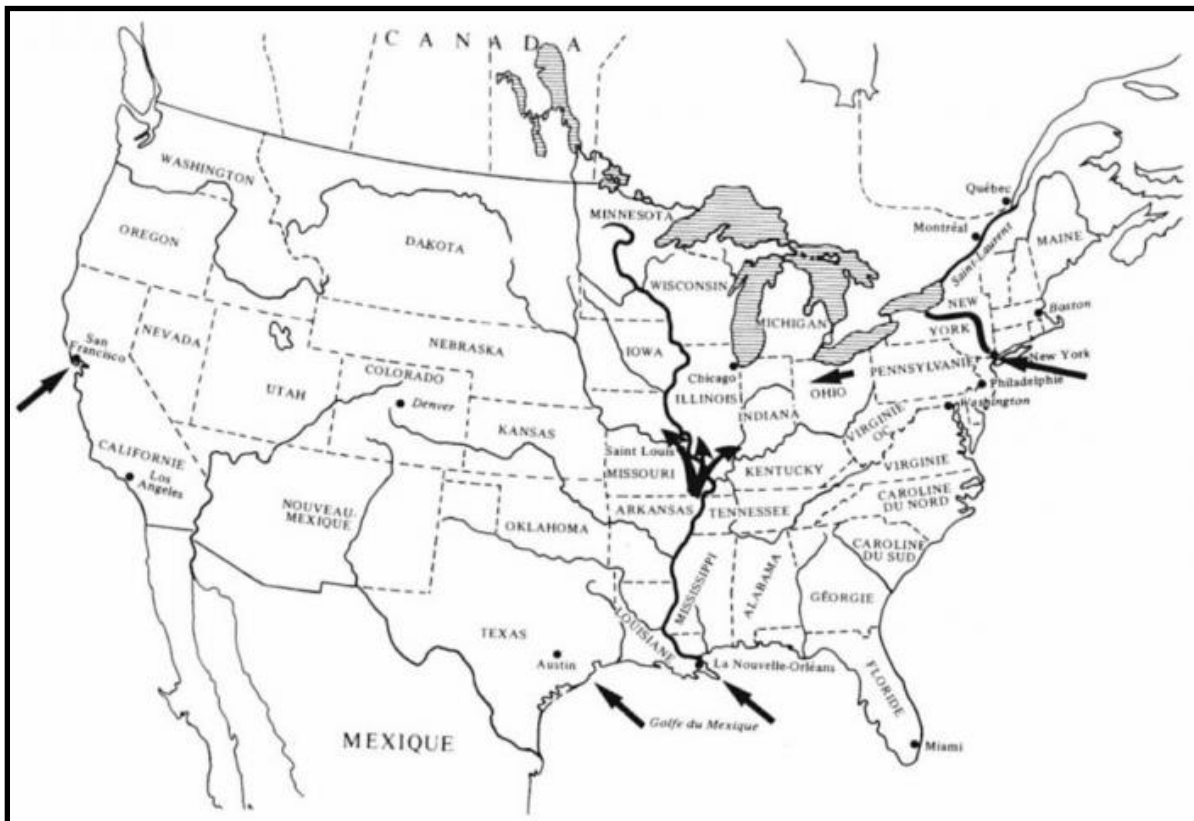 CANADA
WASHINGTON
OREGON
DAKOTA
MINNESOTA
Québec
Montréal
Saint-Laurent
MAINE
WISCONSIN
MICHIGAN
NEW
YORK
Boston
NEVADA
San
Francisco
NEBRASKA
IOWA
Chicago
ILLINOIS
INDIANA
OHIO
PENNSYLVANIE
New York
Philadelphie
Washington
UTAH
COLORADO
Denver
KANSAS
Saint Louis
MISSOURI
KENTUCKY
VIRGINIE
OCC
VIRGINIE
CALIFORNIE
Los
Angeles
NOUVEAU-
MEXIQUE
OKLAHOMA
ARKANSAS
TENNESSEE
CAROLINE
DU NORD
CAROLINE
DU SUD
MISSISSIPPI
ALABAMA
GÉORGIE
TEXAS
Austin
LOUISIANE
La Nouvelle-Orléans
FLORIDE
Golfe du Mexique
MEXIQUE
Miami